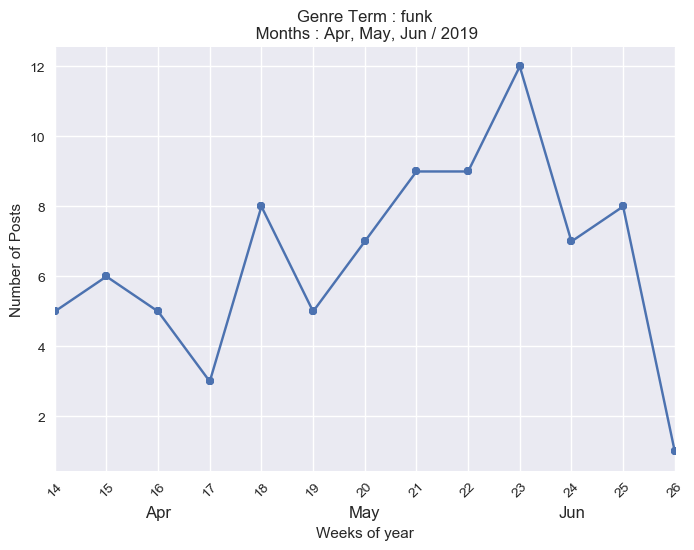 Genre Term : funk
Months : Apr, May, Jun / 2019
Number of Posts
12
10
8
6
4
2
14 15 16 17 18 19 20 21 22 23 24 25 26
Apr May Jun
Weeks of year